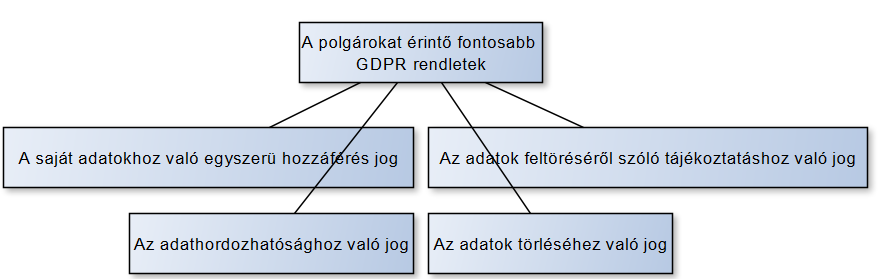 A polgárokat érintő fontosabb
GDPR rendletek
A saját adatokhoz való egyszerü hozzáférés jog
Az adatok feltöréséről szóló tájékoztatáshoz való jog
Az adathordozhatósághoz való jog
Az adatok törléséhez való jog